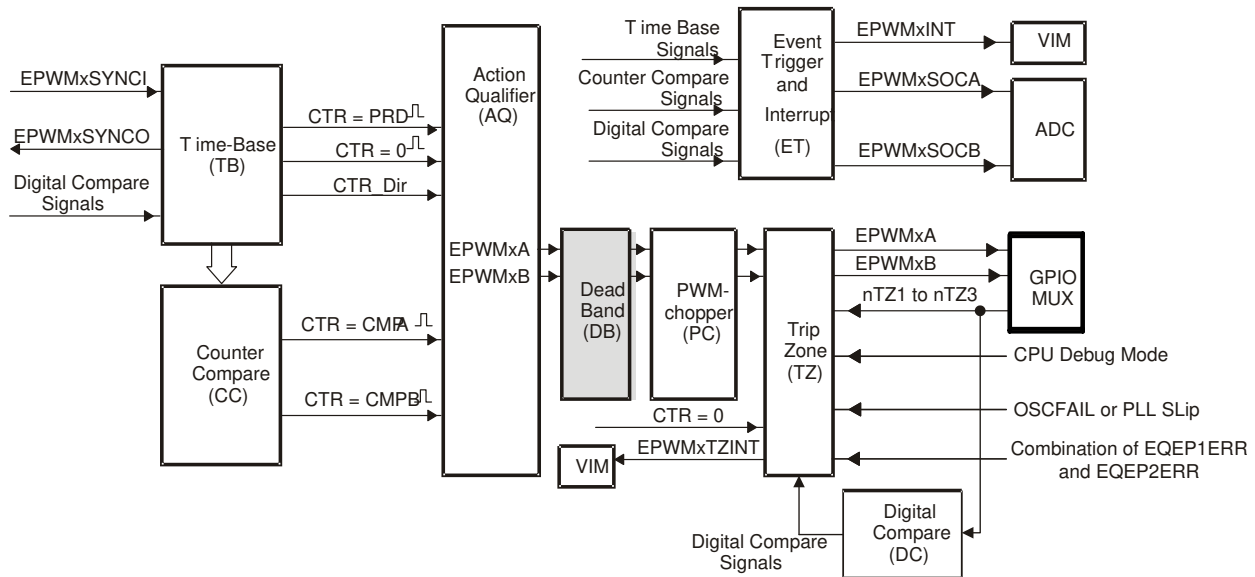 EPWMxSYNCI
EPWMxSYNCO
Digital Compare
Signals
Time-Base
(TB)
CTR = PRD
CTR = 0
CTR_Dir
Counter
Compare
(CC)
CTR = CMPA
CTR = CMPB
Action
Qualifier
(AQ)
EPWMxA
EPWMxB
Dead
Band
(DB)
PWM-
chopper
(PC)
Time Base
Signals
Counter Compare
Signals
Digital Compare
Signals
Event
Trigger
and
Interrupt
(ET)
EPWMxINT
VIM
EPWMxSOCA
EPWMxSOCB
ADC
Trip
Zone
(TZ)
EPWMxA
EPWMxB
nTZ1 to nTZ3
GPIO
MUX
CPU Debug Mode
OSCFAIL or PLL SLip
Combination of EQEP1ERR
and EQEP2ERR
CTR = 0
EPWMxTZINT
VIM
Digital Compare
Signals
Digital
Compare
(DC)